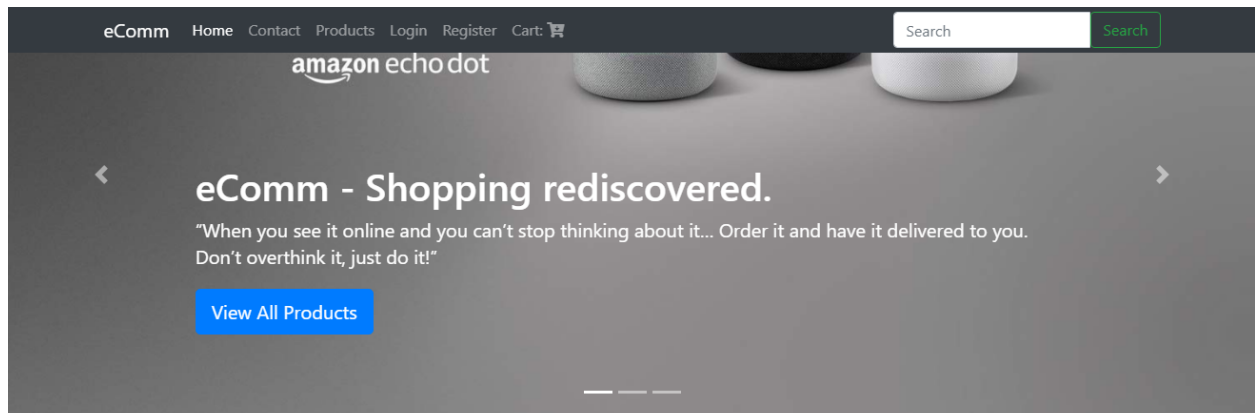 eComm Home Contact Products Login Register Cart: Search Search
amazon echo dot
eComm - Shopping rediscovered.
“When you see it online and you can’t stop thinking about it... Order it and have it delivered to you.
Don’t overthink it, just do it!”
View All Products